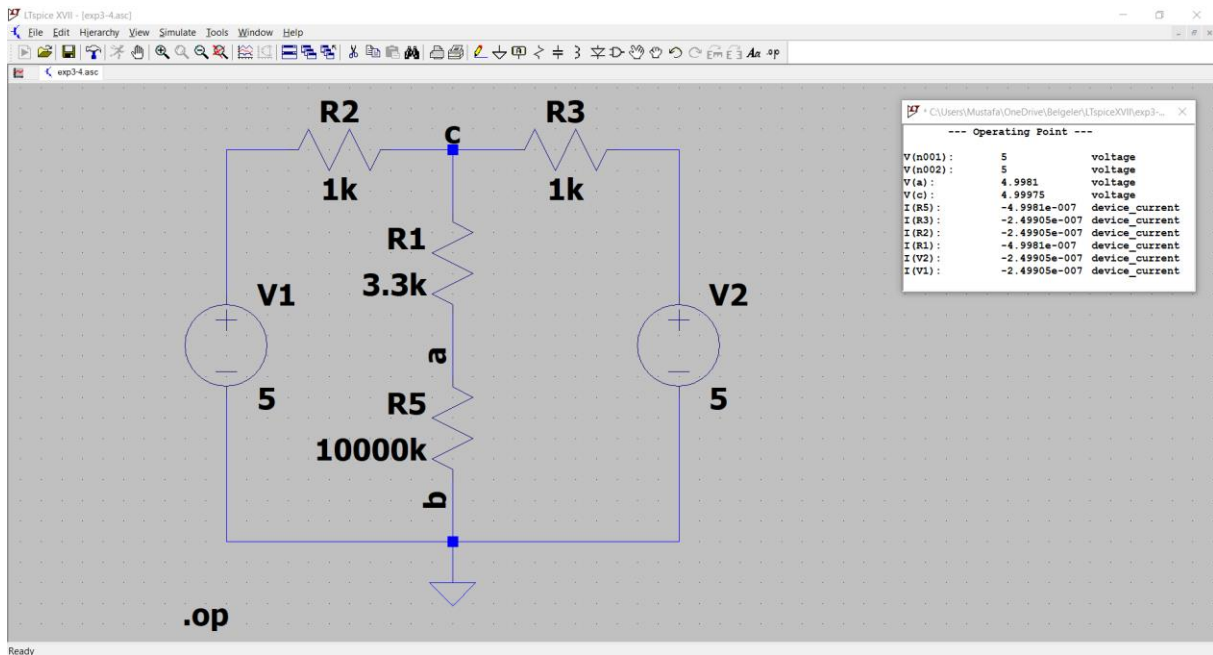 LTspice XVII - [exp3-4.asc]
File Edit Hierarchy View Simulate Tools Window Help
Aa .op
exp3-4.asc
R2
R3
c
1k
1k
R1
3.3k
V1
V2
a
5
5
R5
10000k
b
.op
* C:\Users\Mustafa\OneDrive\Belgeler\LTspiceXVII\exp3-...
--- Operating Point ---
V(n001): 5 voltage
V(n002): 5 voltage
V(a): 4.9981 voltage
V(c): 4.99975 voltage
I(R5): -4.9981e-007 device_current
I(R3): -2.49905e-007 device_current
I(R2): -2.49905e-007 device_current
I(R1): -4.9981e-007 device_current
I(V2): -2.49905e-007 device_current
I(V1): -2.49905e-007 device_current
Ready